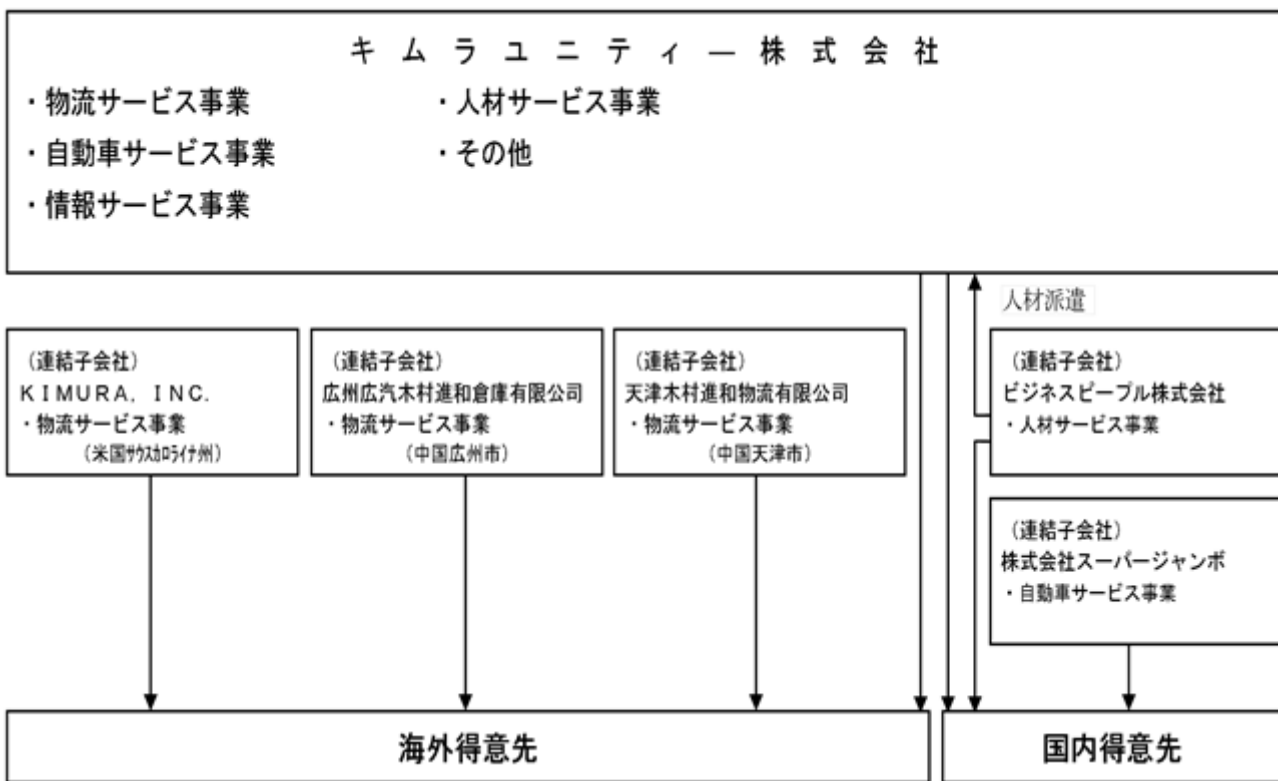 キムラユニティー株式会社
・物流サービス事業
・人材サービス事業
・自動車サービス事業
・その他
・情報サービス事業
人材派遣
(連結子会社)
KIMURA, INC.
・物流サービス事業
(米国サウスカロライナ州)
(連結子会社)
広州広汽木村進和倉庫有限公司
・物流サービス事業
(中国広州市)
(連結子会社)
天津木村進和物流有限公司
・物流サービス事業
(中国天津市)
(連結子会社)
ビジネスピープル株式会社
・人材サービス事業
(連結子会社)
株式会社スーパージャンボ
・自動車サービス事業
海外得意先
国内得意先